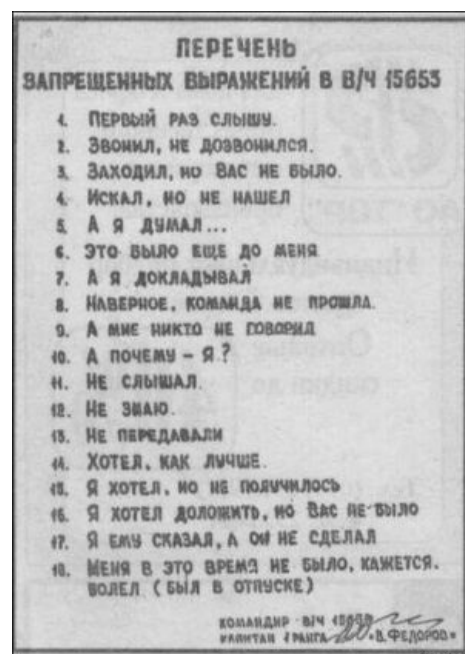 ПЕРЕЧЕНЬ
ЗАПРЕЩЕННЫХ ВЫРАЖЕНИЙ В В/Ч 15653
1. ПЕРВЫЙ РАЗ СЛЫШУ.
2. ЗВОНИЛ, НЕ ДОЗВОНИЛСЯ.
3. ЗАХОДИЛ, НО ВАС НЕ БЫЛО.
4. ИСКАЛ, НО НЕ НАШЕЛ
5. А Я ДУМАЛ...
6. ЭТО БЫЛО ЕЩЕ ДО МЕНЯ
7. А Я ДОКЛАДЫВАЛ
8. НАВЕРНОЕ, КОМАНДА НЕ ПРОШЛА.
9. А МНЕ НИКТО НЕ ГОВОРИЛ
10. А ПОЧЕМУ - Я?
11. НЕ СЛЫШАЛ.
12. НЕ ЗНАЮ.
13. НЕ ПЕРЕДАВАЛИ
14. ХОТЕЛ, КАК ЛУЧШЕ.
15. Я ХОТЕЛ, НО НЕ ПОЛУЧИЛОСЬ
16. Я ХОТЕЛ ДОЛОЖИТЬ, НО ВАС НЕ БЫЛО
17. Я ЕМУ СКАЗАЛ, А ОН НЕ СДЕЛАЛ
18. МЕНЯ В ЭТО ВРЕМЯ НЕ БЫЛО, КАЖЕТСЯ.
БОЛЕЛ (БЫЛ В ОТПУСКЕ)
КОМАНДИР В/Ч 15653
КАПИТАН 1 РАНГА "В.ФЕДОРОВ"